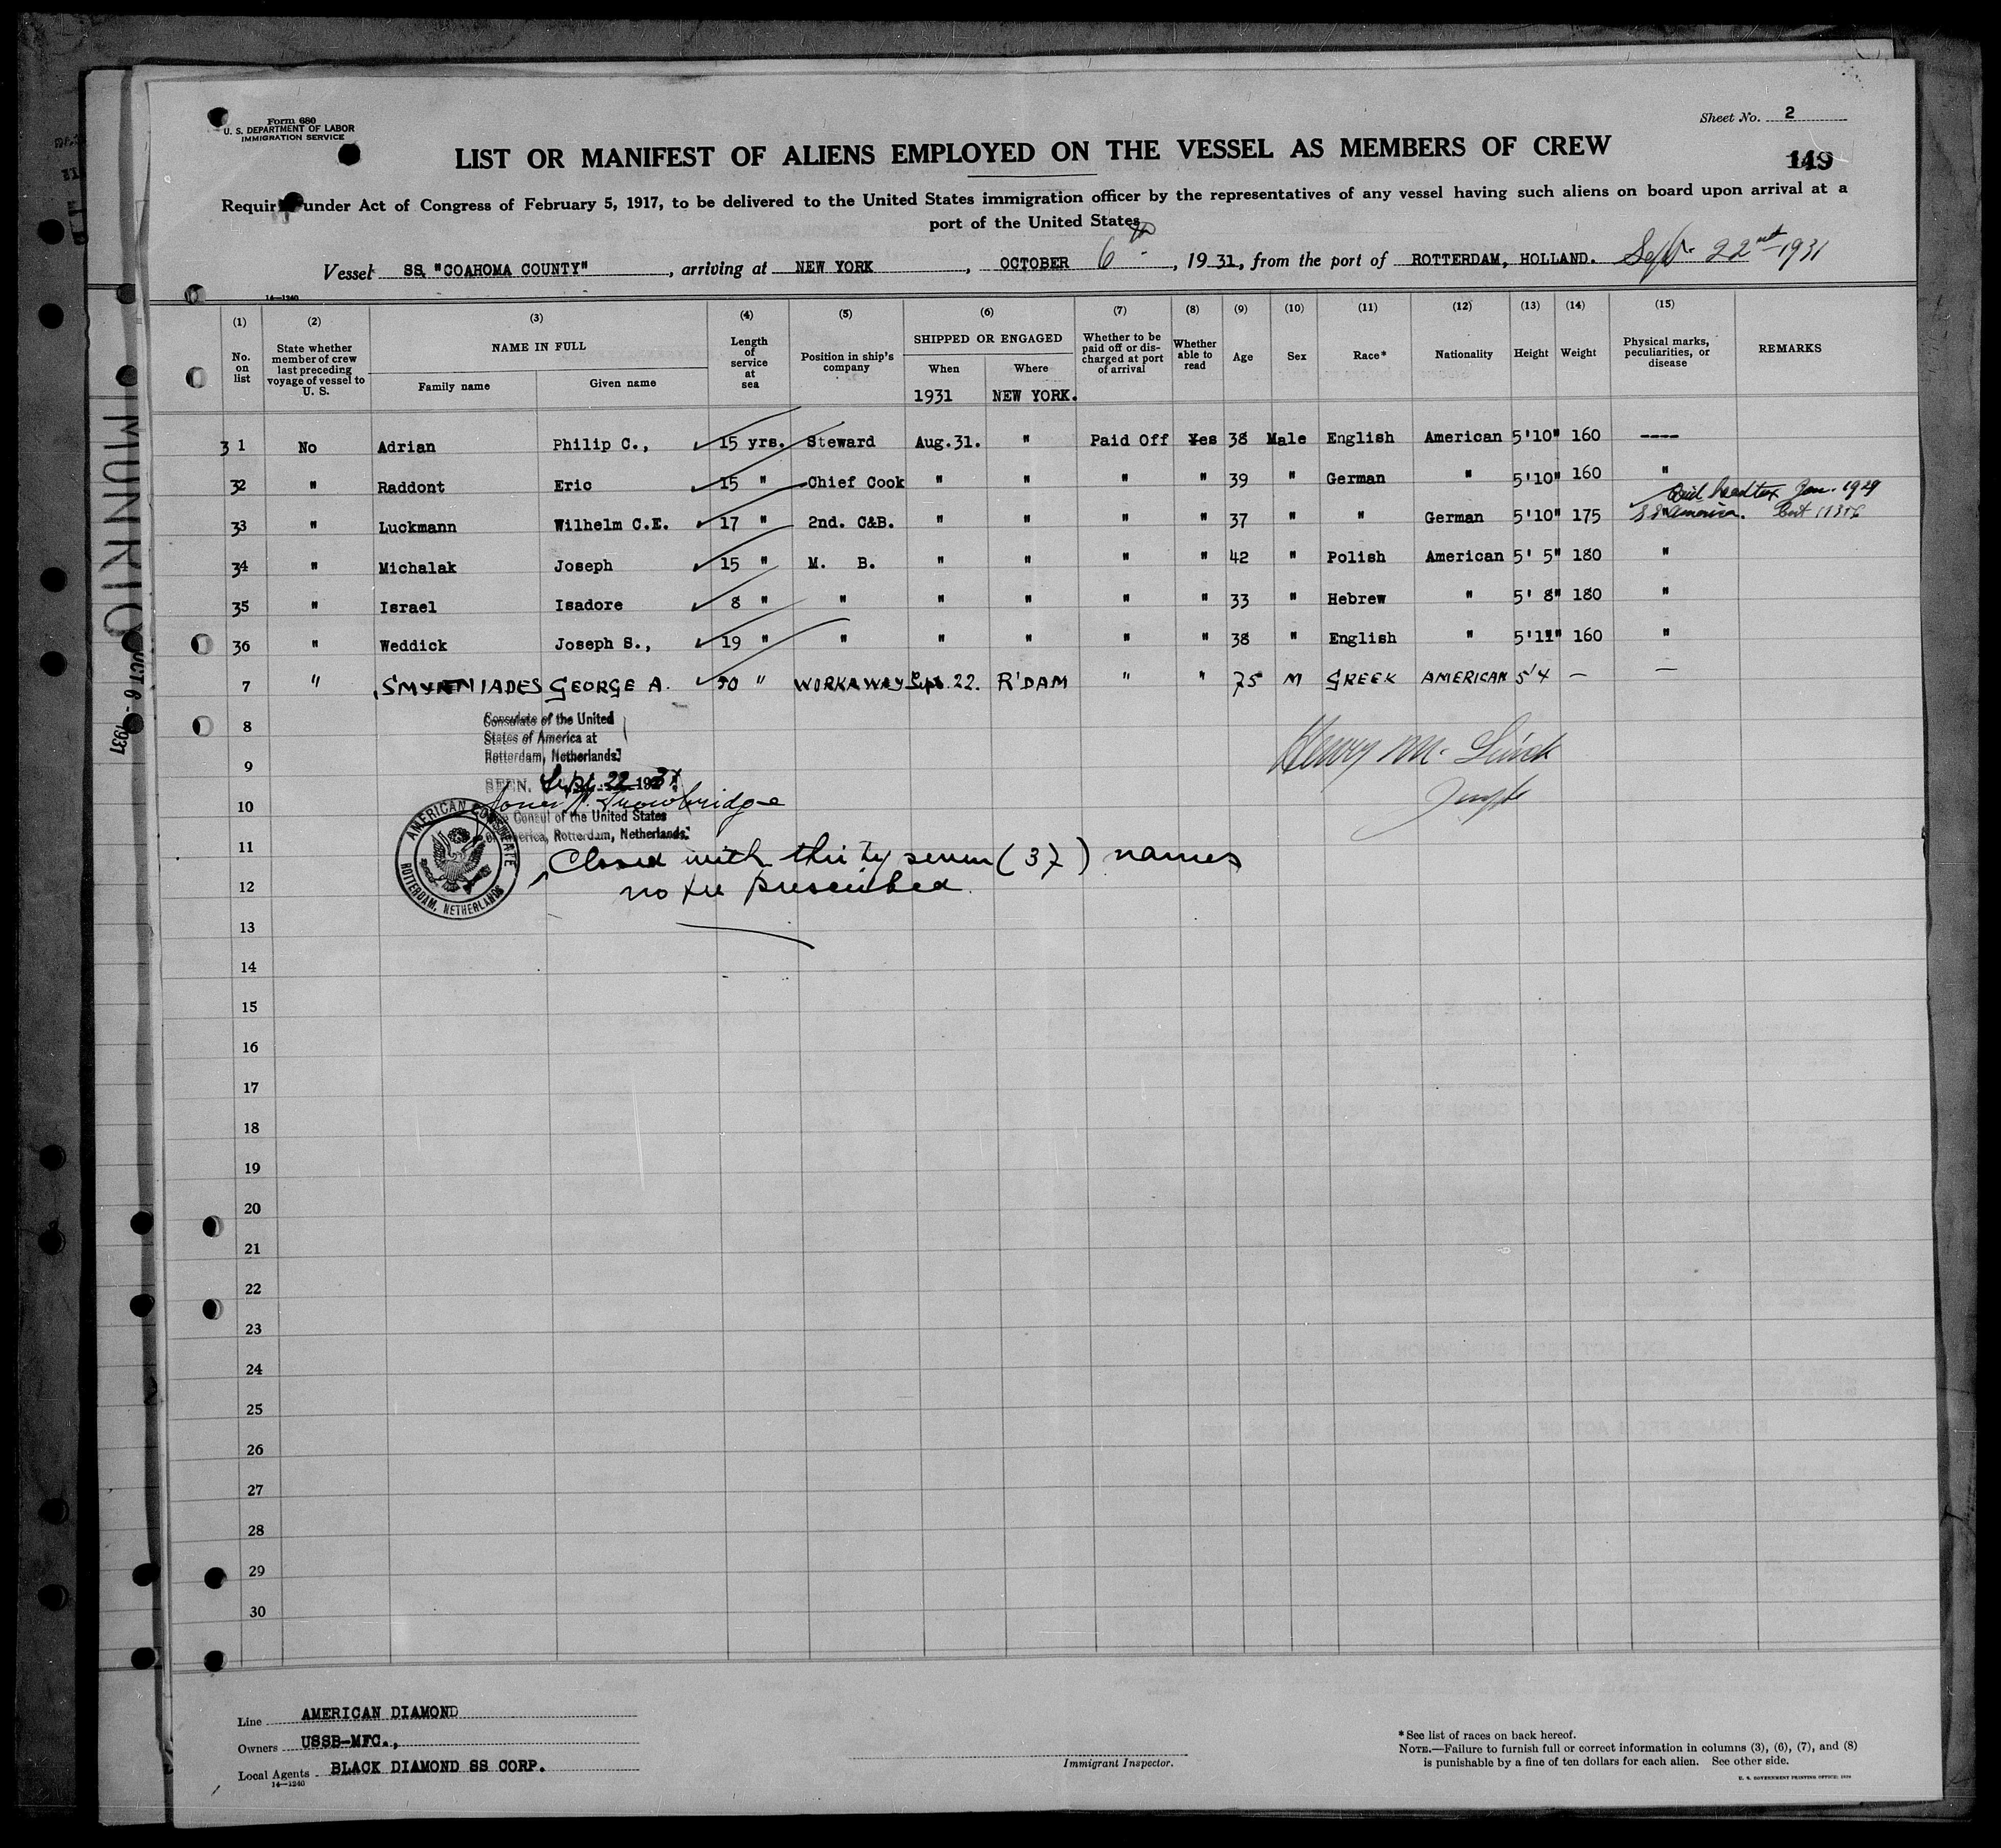 Form 680
U. S. DEPARTMENT OF LABOR
IMMIGRATION SERVICE
Sheet No. 2
LIST OR MANIFEST OF ALIENS EMPLOYED ON THE VESSEL AS MEMBERS OF CREW
149
Required under Act of Congress of February 5, 1917, to be delivered to the United States immigration officer by the representatives of any vessel having such aliens on board upon arrival at a
port of the United States
Vessel SS "COAHOMA COUNTY", arriving at NEW YORK, OCTOBER 6th, 1931, from the port of ROTTERDAM, HOLLAND. Sept. 22nd 1931
14—1240
(1) (2) (3) (4) (5) (6) (7) (8) (9) (10) (11) (12) (13) (14) (15)
No. on list
State whether member of crew last preceding voyage of vessel to U. S.
NAME IN FULL
Family name
Given name
Length of service at sea
Position in ship's company
SHIPPED OR ENGAGED
When
Where
Whether to be paid off or discharged at port of arrival
Whether able to read
Age
Sex
Race*
Nationality
Height
Weight
Physical marks, peculiarities, or disease
REMARKS
1931 NEW YORK.
31 No Adrian Philip C., 15 yrs. Steward Aug.31. " Paid Off Yes 38 Male English American 5'10" 160 ----
32 " Raddont Eric 15 " Chief Cook " " " " 39 " German " 5'10" 160 "
Jan. 1929
33 " Luckmann Wilhelm C.E. 17 " 2nd. C&B. " " " " 37 " " German 5'10" 175 " SS America.
34 " Michalak Joseph 15 " M. B. " " " " 42 " Polish American 5' 5" 180 "
35 " Israel Isadore 8 " " " " " " 33 " Hebrew " 5' 8" 180 "
36 " Weddick Joseph S., 19 " " " " " " 38 " English " 5'11" 160 "
7 " GEORGE A. 50 " WORKAWAY Sept. 22. R'DAM " " 75 M GREEK AMERICAN 5'4 — —
8
9
10
11
12
13
14
15
16
17
18
19
20
21
22
23
24
25
26
27
28
29
30
Consulate of the United
States of America at
Rotterdam, Netherlands.
SEEN. Sept. 22 1931
Trowbridge
Consul of the United States
of America, Rotterdam, Netherlands.
AMERICAN CONSULATE
ROTTERDAM, NETHERLANDS
Closed with thirty seven (37) names
no fee prescribed
Henry M.
MUNRIO
OCT 6 - 1931
Line AMERICAN DIAMOND
Owners USSB-MFC.,
Local Agents BLACK DIAMOND SS CORP.
14—1240
Immigrant Inspector.
*See list of races on back hereof.
NOTE.—Failure to furnish full or correct information in columns (3), (6), (7), and (8)
is punishable by a fine of ten dollars for each alien. See other side.